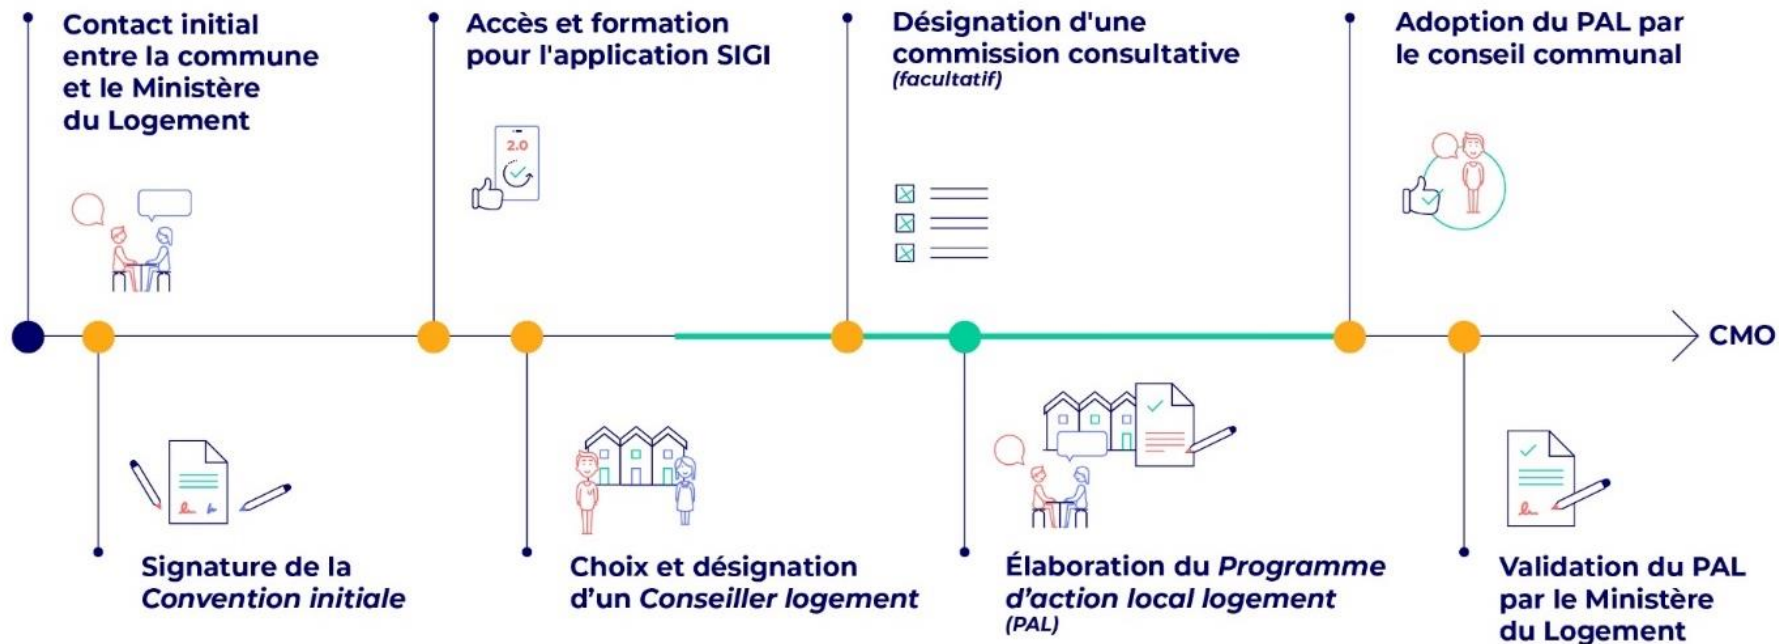 Contact initial
entre la commune
et le Ministère
du Logement
Accès et formation
pour l'application SIGI
Désignation d'une
commission consultative
(facultatif)
Adoption du PAL par
le conseil communal
2.0
CMO
Signature de la
Convention initiale
Choix et désignation
d'un Conseiller logement
Élaboration du Programme
d'action local logement
(PAL)
Validation du PAL
par le Ministère
du Logement